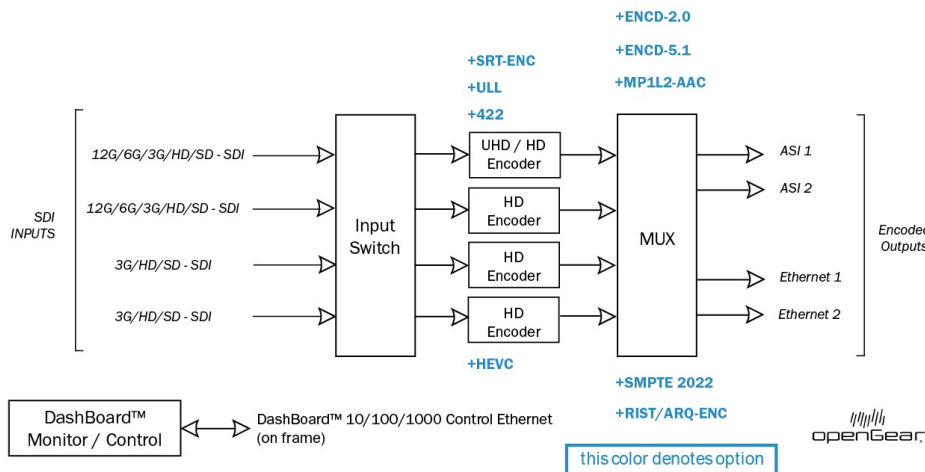 +ENCD-2.0
+ENCD-5.1
+MP1L2-AAC
+SRT-ENC
+ULL
+422
SDI
INPUTS
12G/6G/3G/HD/SD - SDI
12G/6G/3G/HD/SD - SDI
3G/HD/SD - SDI
3G/HD/SD - SDI
Input
Switch
UHD / HD
Encoder
HD
Encoder
HD
Encoder
HD
Encoder
+HEVC
MUX
ASI 1
ASI 2
Ethernet 1
Ethernet 2
Encoded
Outputs
+SMPTE 2022
+RIST/ARQ-ENC
DashBoard™
Monitor / Control
DashBoard™ 10/100/1000 Control Ethernet
(on frame)
this color denotes option
openGear